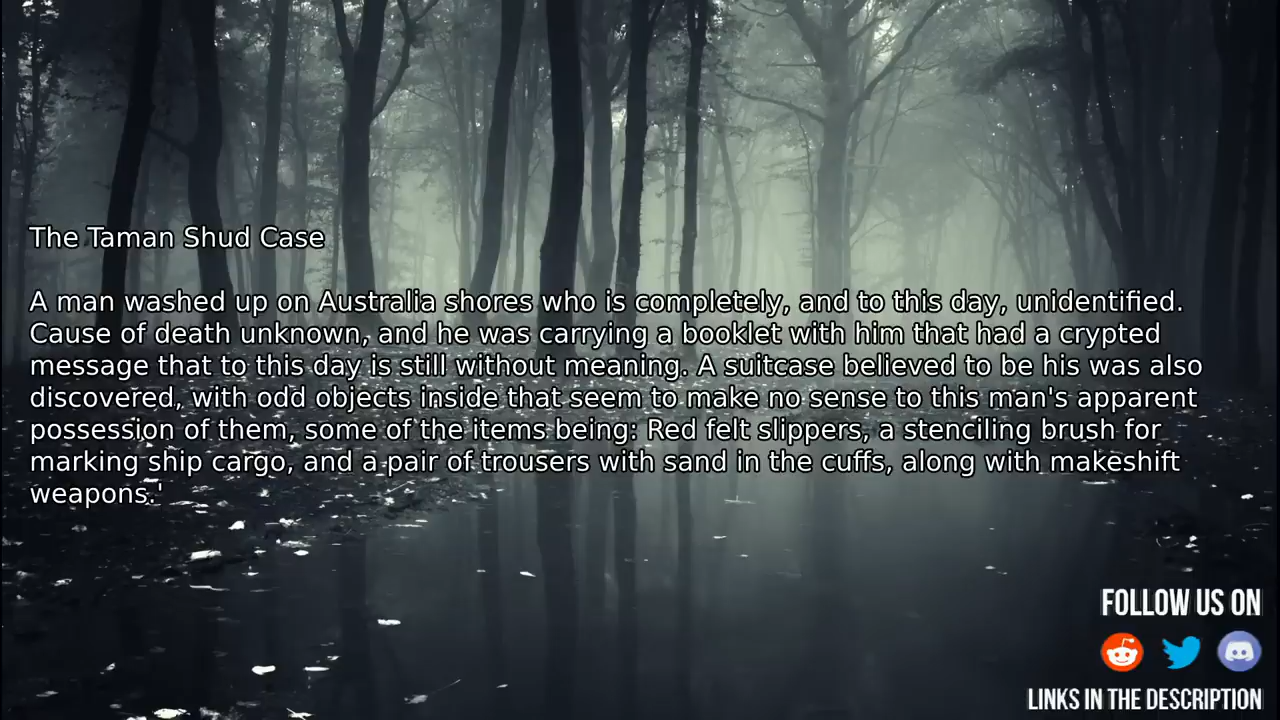 The Taman Shud Case
A man washed up on Australia shores who is completely, and to this day, unidentified.
Cause of death unknown, and he was carrying a booklet with him that had a crypted
message that to this day is still without meaning. A suitcase believed to be his was also
discovered, with odd objects inside that seem to make no sense to this man's apparent
possession of them, some of the items being: Red felt slippers, a stenciling brush for
marking ship cargo, and a pair of trousers with sand in the cuffs, along with makeshift
weapons.'
FOLLOW US ON
LINKS IN THE DESCRIPTION